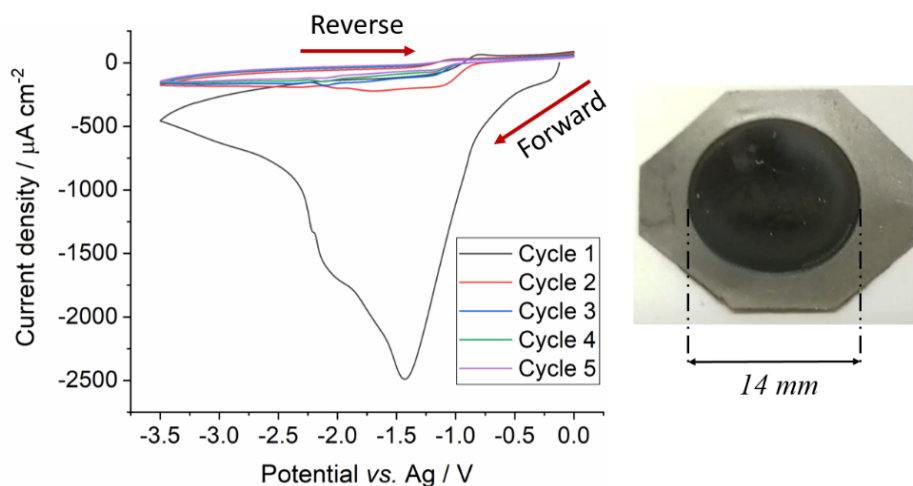 Reverse
Forward
0
-500
-1000
-1500
-2000
-2500
-3.5 -3.0 -2.5 -2.0 -1.5 -1.0 -0.5 0.0
Current density / µA cm-2
Potential vs. Ag / V
Cycle 1
Cycle 2
Cycle 3
Cycle 4
Cycle 5
14 mm